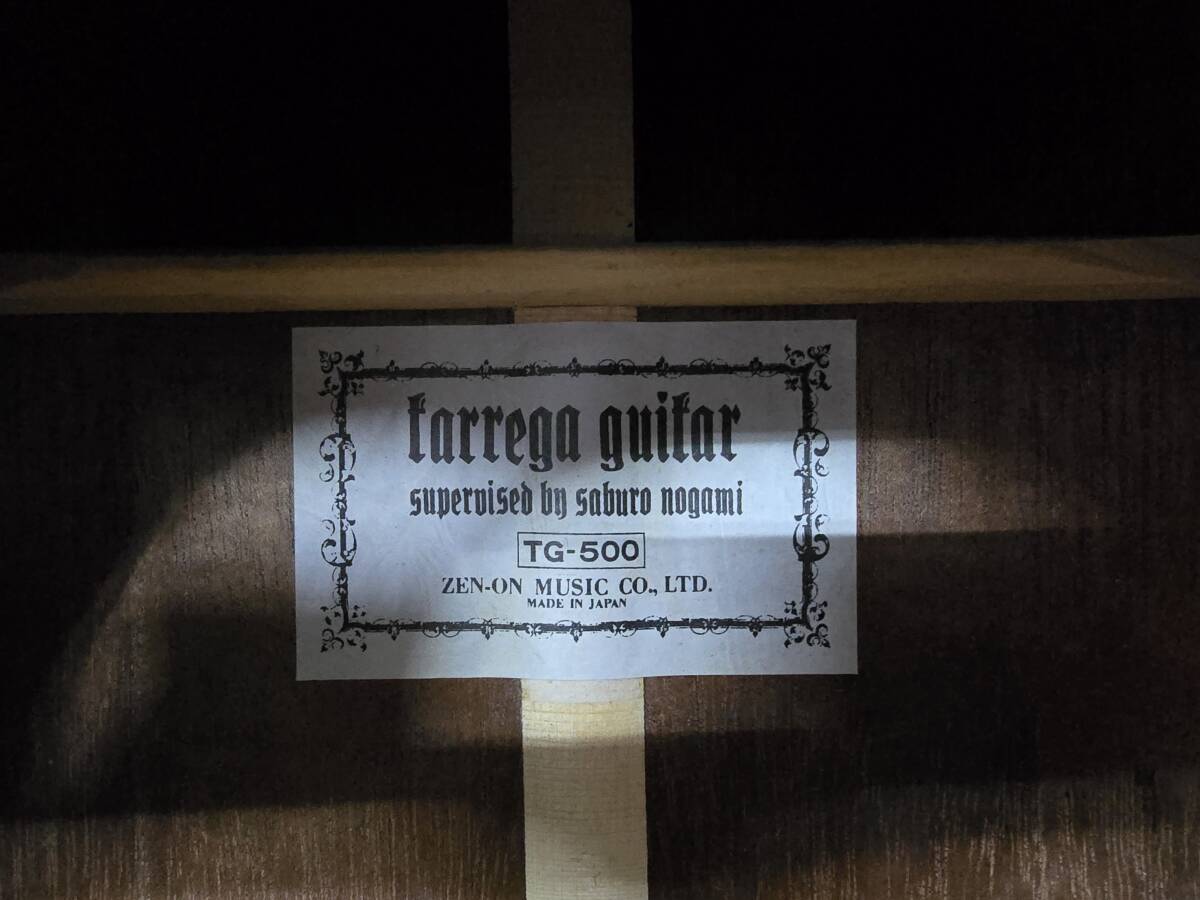 tarrega guitar
supervised by saburo nogami
TG-500
ZEN-ON MUSIC CO., LTD.
MADE IN JAPAN